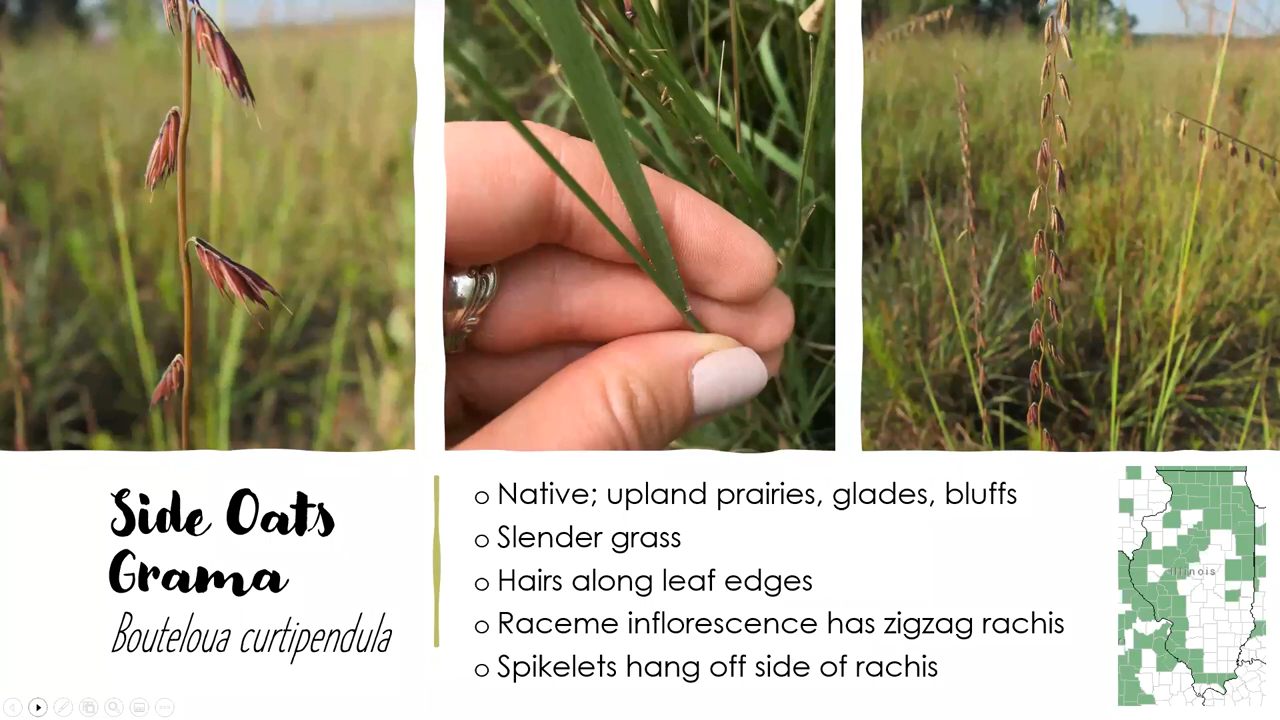 Side Oats
Grama
Bouteloua curtipendula
o Native; upland prairies, glades, bluffs
o Slender grass
o Hairs along leaf edges
o Raceme inflorescence has zigzag rachis
o Spikelets hang off side of rachis
Illinois